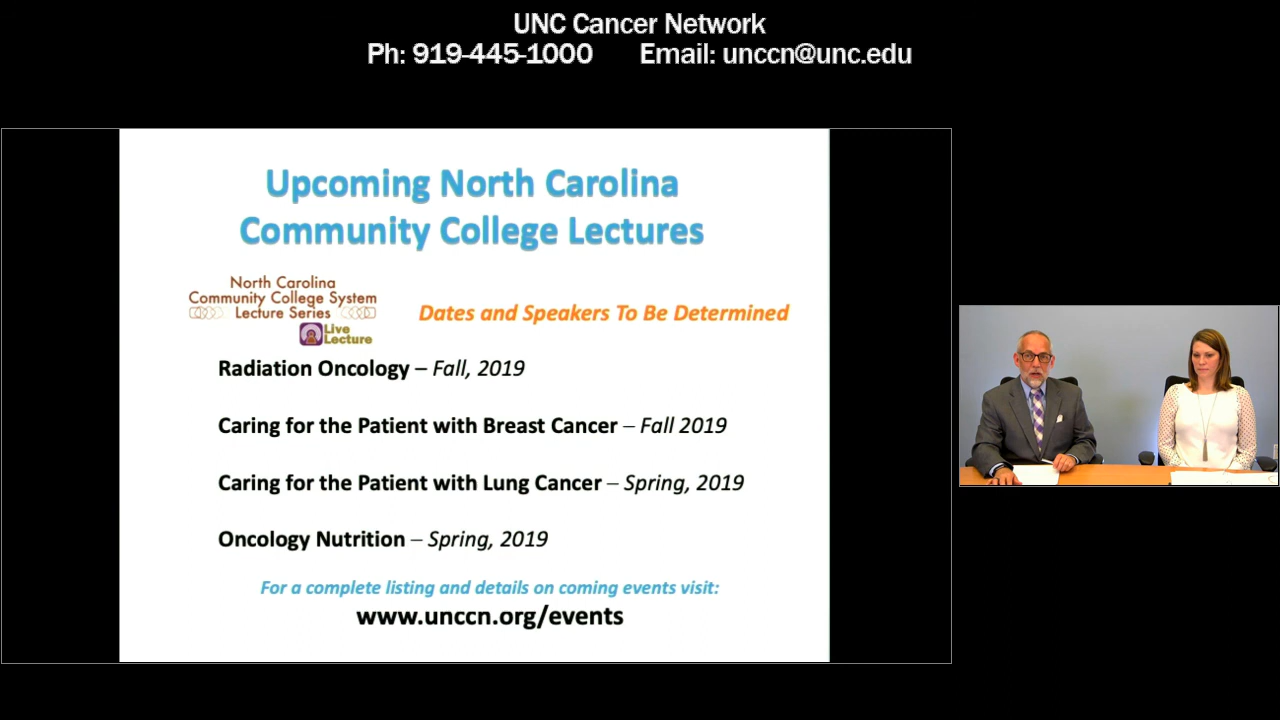 UNC Cancer Network
Ph: 919-445-1000 Email: unccn@unc.edu
Upcoming North Carolina
Community College Lectures
North Carolina
Community College System
Lecture Series
Live
Lecture
Dates and Speakers To Be Determined
Radiation Oncology – Fall, 2019
Caring for the Patient with Breast Cancer – Fall 2019
Caring for the Patient with Lung Cancer – Spring, 2019
Oncology Nutrition – Spring, 2019
For a complete listing and details on coming events visit:
www.unccn.org/events